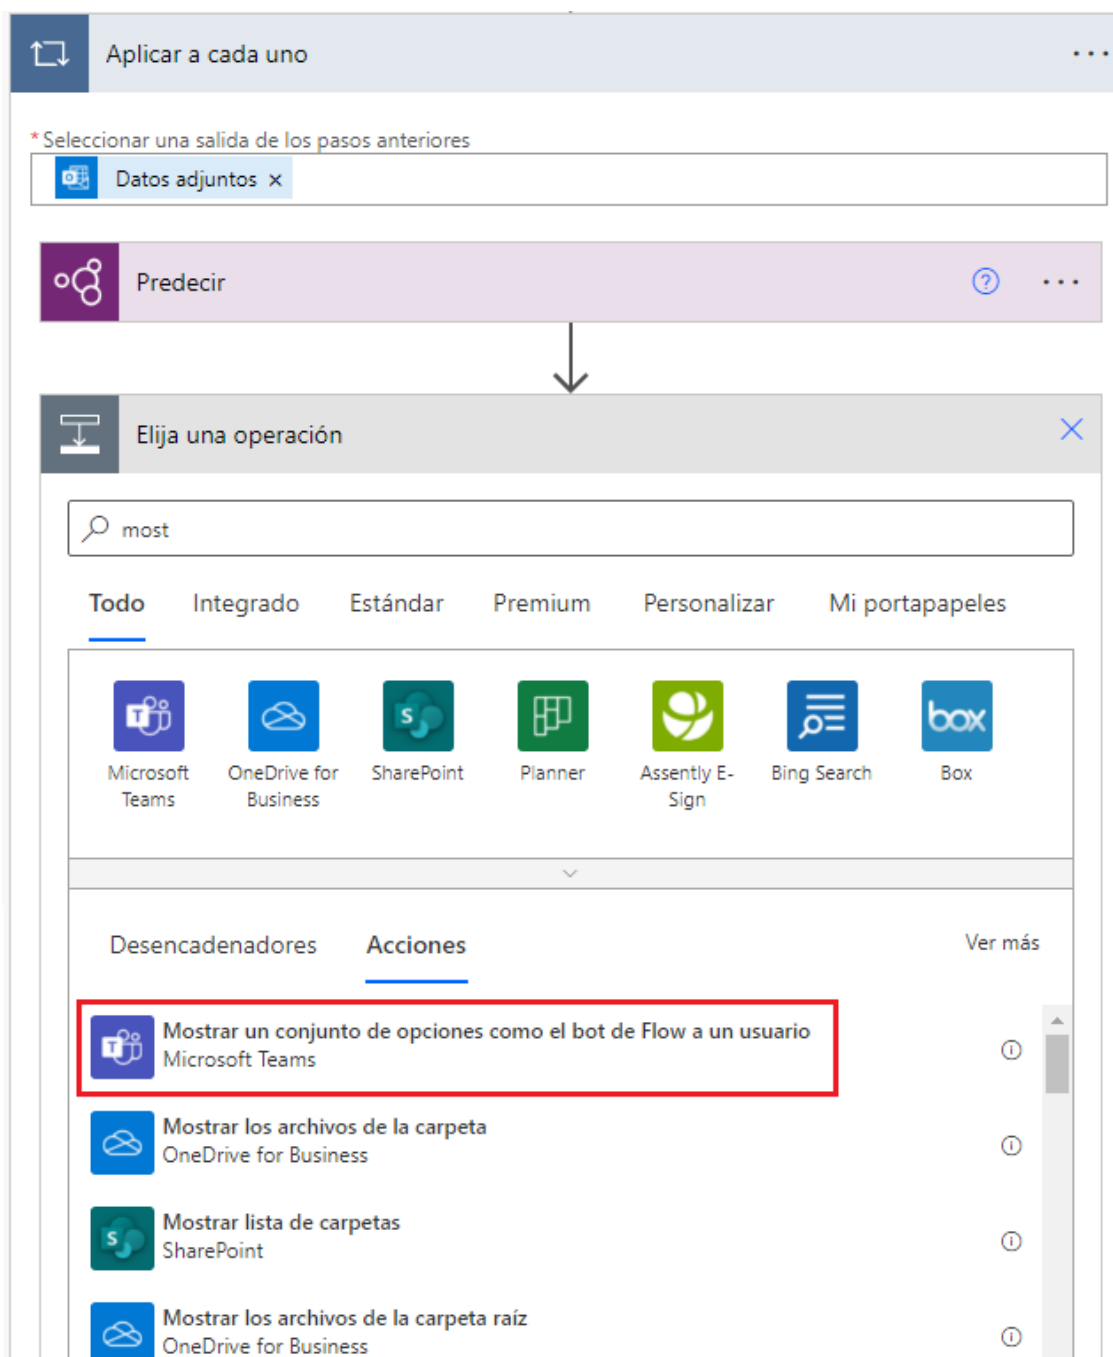 Aplicar a cada uno
* Seleccionar una salida de los pasos anteriores
Datos adjuntos ×
Predecir
Elija una operación
most
Todo Integrado Estándar Premium Personalizar Mi portapapeles
box
Microsoft Teams
OneDrive for Business
SharePoint
Planner
Assently E-Sign
Bing Search
Box
Desencadenadores Acciones Ver más
Mostrar un conjunto de opciones como el bot de Flow a un usuario
Microsoft Teams
Mostrar los archivos de la carpeta
OneDrive for Business
Mostrar lista de carpetas
SharePoint
Mostrar los archivos de la carpeta raíz
OneDrive for Business